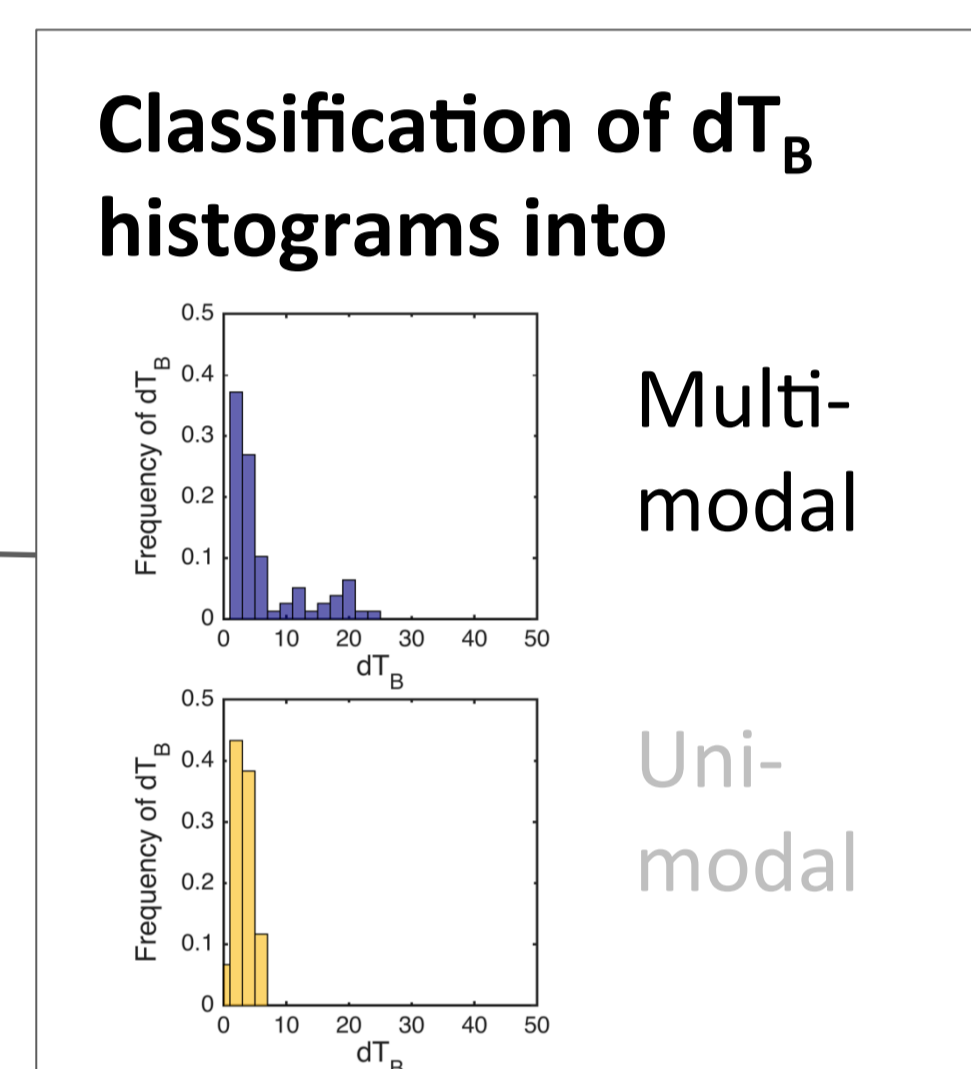 Classification of dT_B
histograms into
0.5
0.4
0.3
0.2
0.1
0
Frequency of dT_B
0 10 20 30 40 50
dT_B
Multi-
modal
0.5
0.4
0.3
0.2
0.1
0
Frequency of dT_B
0 10 20 30 40 50
dT_B
Uni-
modal